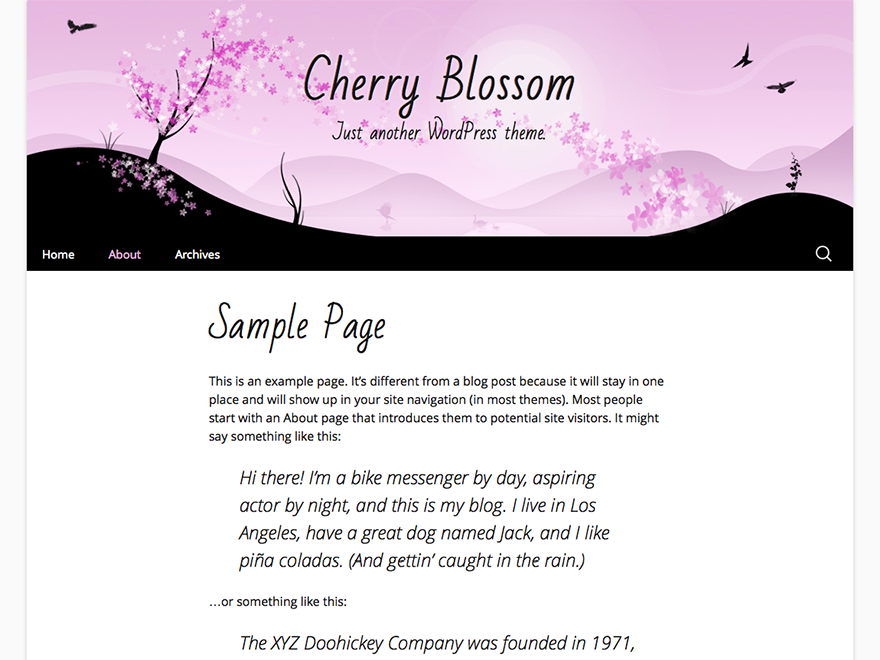 Cherry Blossom
Just another WordPress theme.
Home About Archives
Sample Page
This is an example page. It’s different from a blog post because it will stay in one
place and will show up in your site navigation (in most themes). Most people
start with an About page that introduces them to potential site visitors. It might
say something like this:
Hi there! I’m a bike messenger by day, aspiring
actor by night, and this is my blog. I live in Los
Angeles, have a great dog named Jack, and I like
piña coladas. (And gettin’ caught in the rain.)
…or something like this:
The XYZ Doohickey Company was founded in 1971,